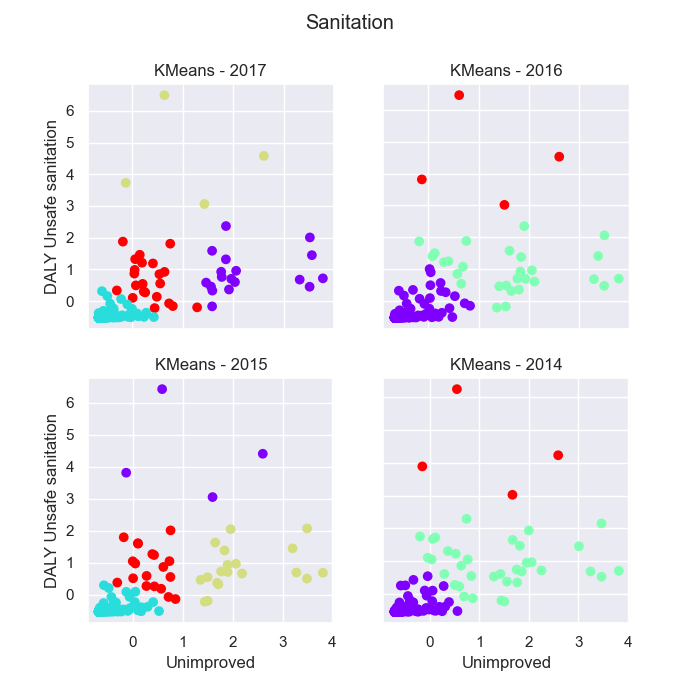 Sanitation
KMeans - 2017
KMeans - 2016
DALY Unsafe sanitation
6
5
4
3
2
1
0
KMeans - 2015
KMeans - 2014
DALY Unsafe sanitation
6
5
4
3
2
1
0
0 1 2 3 4
0 1 2 3 4
Unimproved
Unimproved